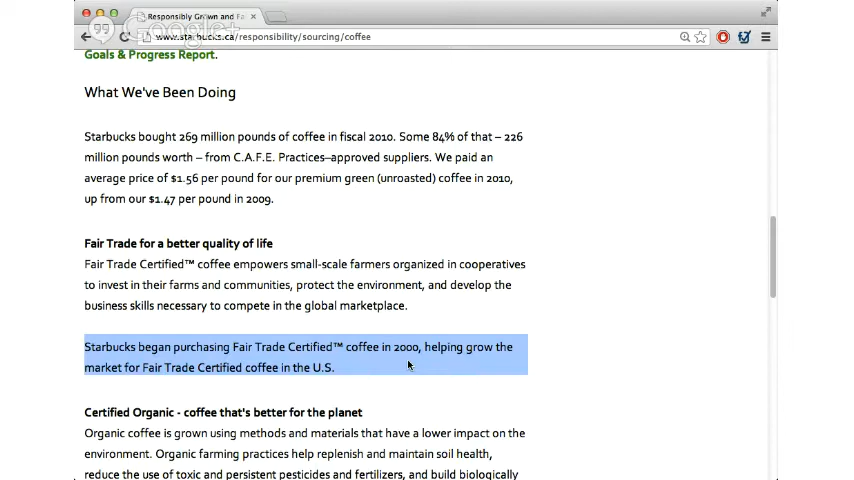 Responsibly Grown and Fa
Google+
www.starbucks.ca/responsibility/sourcing/coffee
Goals & Progress Report.
What We've Been Doing
Starbucks bought 269 million pounds of coffee in fiscal 2010. Some 84% of that – 226
million pounds worth – from C.A.F.E. Practices–approved suppliers. We paid an
average price of $1.56 per pound for our premium green (unroasted) coffee in 2010,
up from our $1.47 per pound in 2009.
Fair Trade for a better quality of life
Fair Trade Certified™ coffee empowers small-scale farmers organized in cooperatives
to invest in their farms and communities, protect the environment, and develop the
business skills necessary to compete in the global marketplace.
Starbucks began purchasing Fair Trade Certified™ coffee in 2000, helping grow the
market for Fair Trade Certified coffee in the U.S.
Certified Organic - coffee that's better for the planet
Organic coffee is grown using methods and materials that have a lower impact on the
environment. Organic farming practices help replenish and maintain soil health,
reduce the use of toxic and persistent pesticides and fertilizers, and build biologically